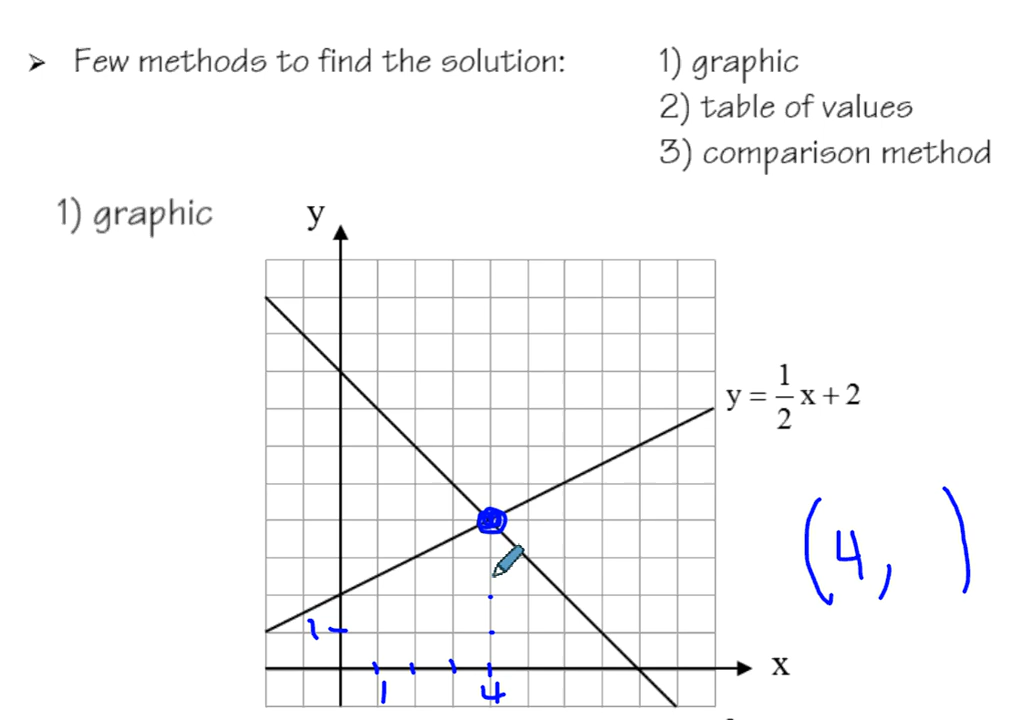 ➢ Few methods to find the solution: 1) graphic
2) table of values
3) comparison method
1) graphic
y
y = 1/2 x + 2
(4, )
1
x
1 4